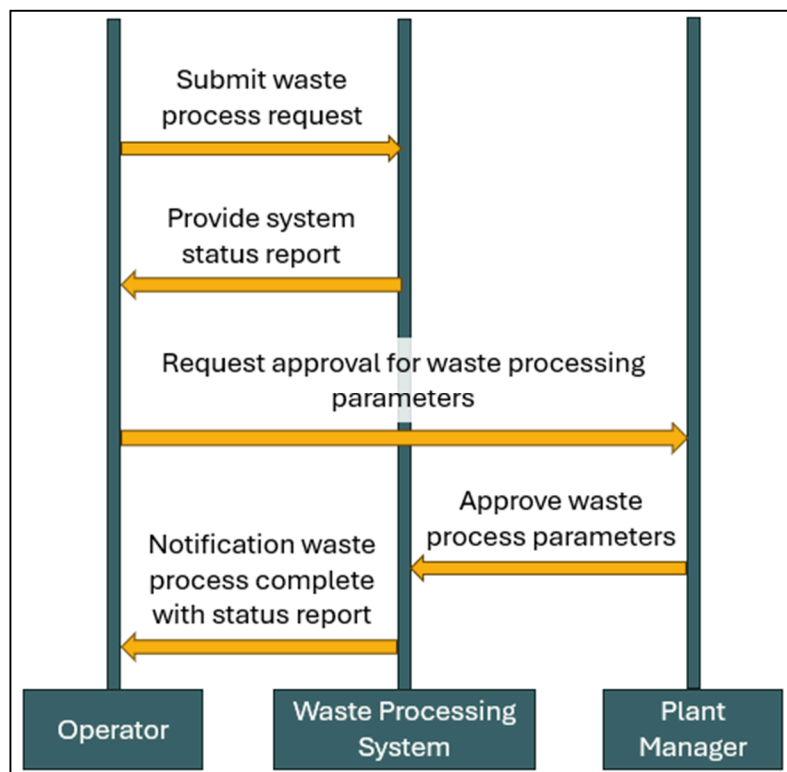 Submit waste
process request
Provide system
status report
Request approval for waste processing
parameters
Approve waste
process parameters
Notification waste
process complete
with status report
Operator
Waste Processing
System
Plant
Manager